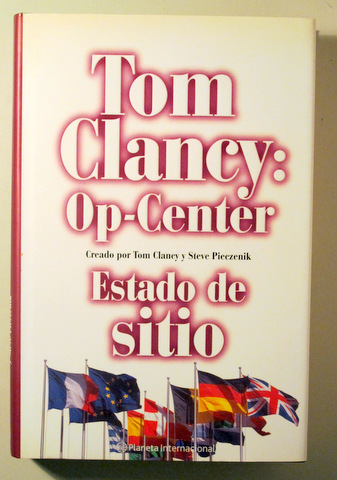 Tom
Clancy:
Op-Center
Creado por Tom Clancy y Steve Pieczenik
Estado de
sitio
Planeta Internacional